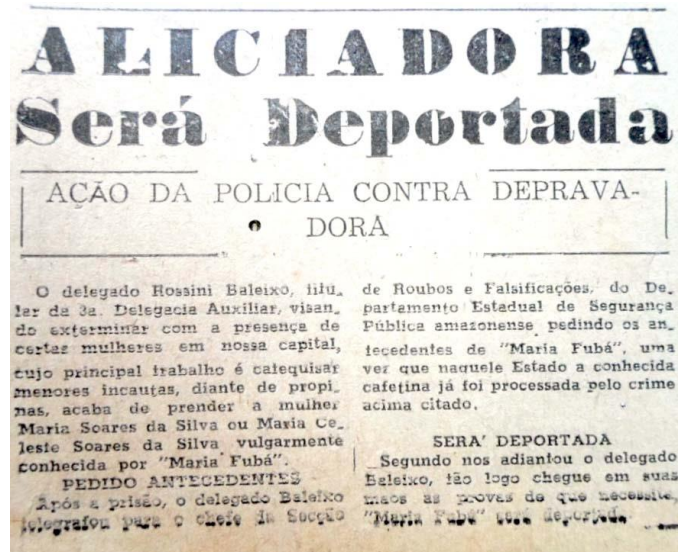 ALICIADORA
Será Deportada
AÇÃO DA POLICIA CONTRA DEPRAVA-
DORA
O delegado Rossini Baleixo, titu-
lar da 3a. Delegacia Auxiliar, visan-
do exterminar com a presença de
certas mulheres em nossa capital,
cujo principal trabalho é catequisar
menores incautas, diante de propi-
nas, acaba de prender a mulher
Maria Soares da Silva ou Maria Ce-
leste Soares da Silva vulgarmente
conhecida por "Maria Fubá".
PEDIDO ANTECEDENTES
Após a prisão, o delegado Baleixo
telegrafou para o chefe da Secção
de Roubos e Falsificações, do De-
partamento Estadual de Segurança
Pública amazonense pedindo os an-
tecedentes de "Maria Fubá", uma
ver que naquele Estado a conhecida
cafetina já foi processada pelo crime
acima citado.
SERA' DEPORTADA
Segundo nos adiantou o delegado
Baleixo, tão logo chegue em suas
mãos as provas de que necessita,
"Maria Fubá" será deportada.